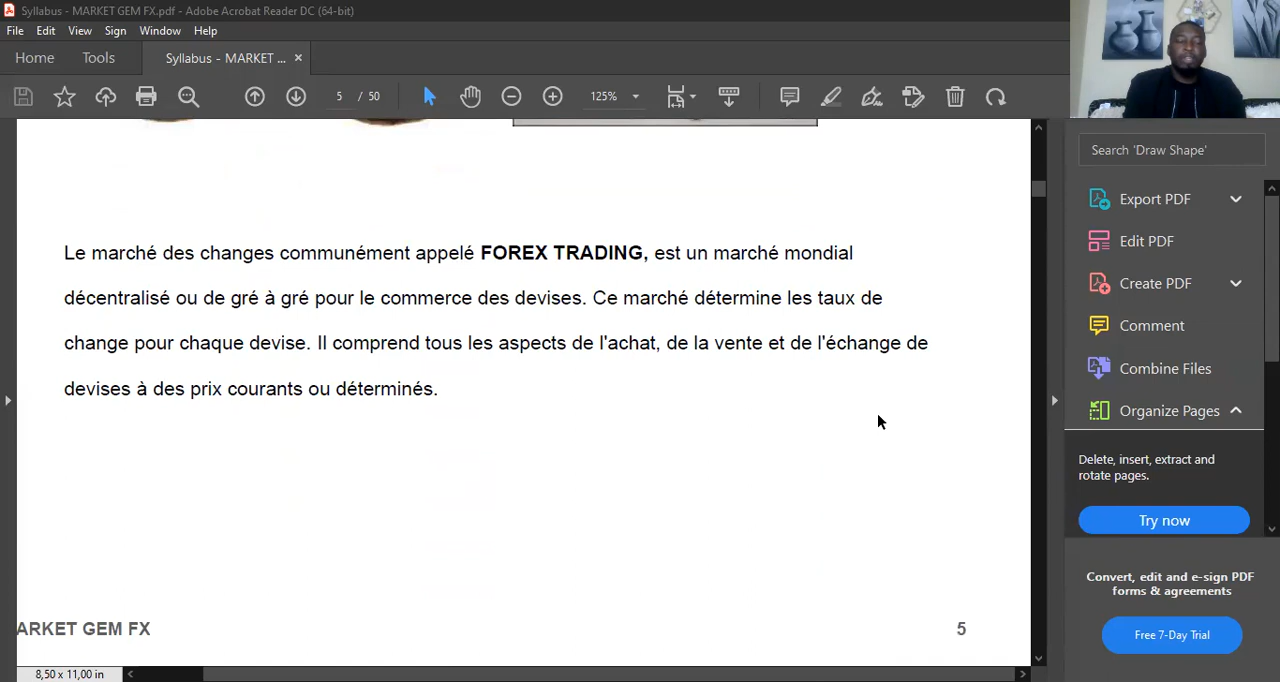 Syllabus - MARKET GEM FX.pdf - Adobe Acrobat Reader DC (64-bit)
File Edit View Sign Window Help
Home Tools Syllabus - MARKET ... ×
5 / 50 125%
Search 'Draw Shape'
Export PDF
Edit PDF
Create PDF
Comment
Combine Files
Organize Pages
Delete, insert, extract and
rotate pages.
Try now
Convert, edit and e-sign PDF
forms & agreements
Free 7-Day Trial
Le marché des changes communément appelé FOREX TRADING, est un marché mondial
décentralisé ou de gré à gré pour le commerce des devises. Ce marché détermine les taux de
change pour chaque devise. Il comprend tous les aspects de l'achat, de la vente et de l'échange de
devises à des prix courants ou déterminés.
ARKET GEM FX 5
8,50 x 11,00 in